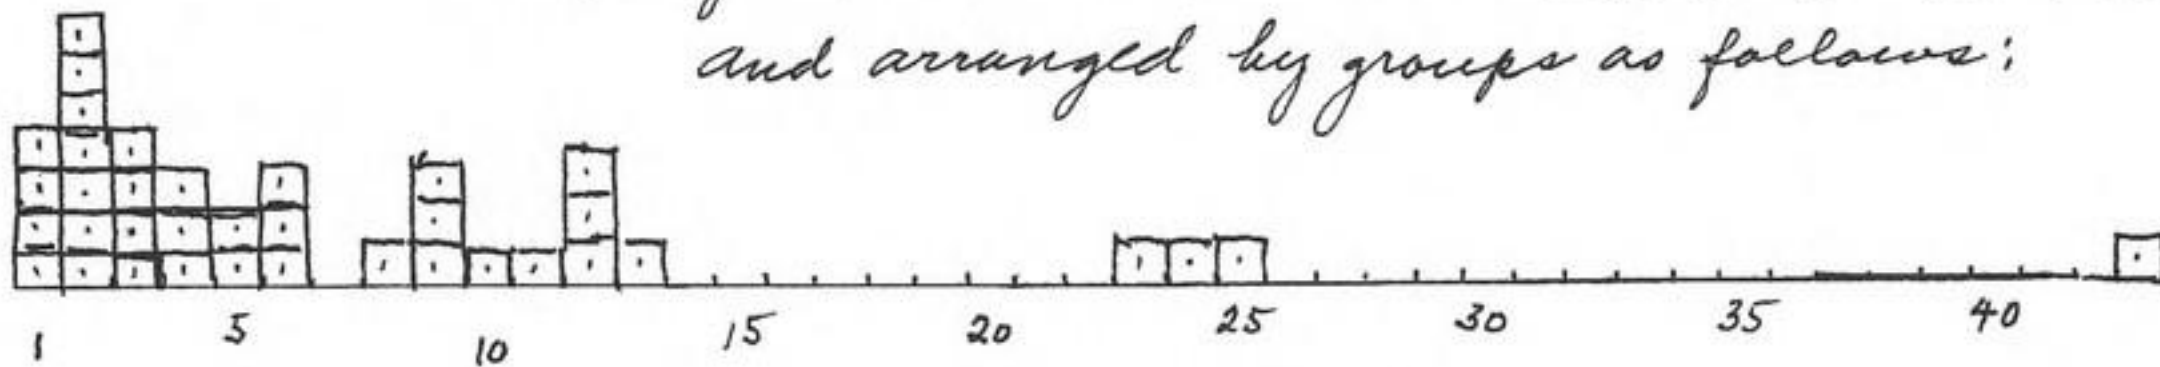 and arranged by groups as follows:
1 5 10 15 20 25 30 35 40